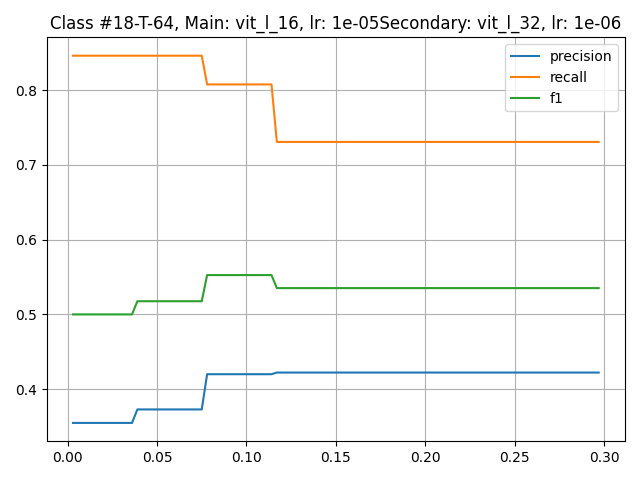 Class #18-T-64, Main: vit_l_16, lr: 1e-05Secondary: vit_l_32, lr: 1e-06
precision
recall
f1
0.8
0.7
0.6
0.5
0.4
0.00 0.05 0.10 0.15 0.20 0.25 0.30